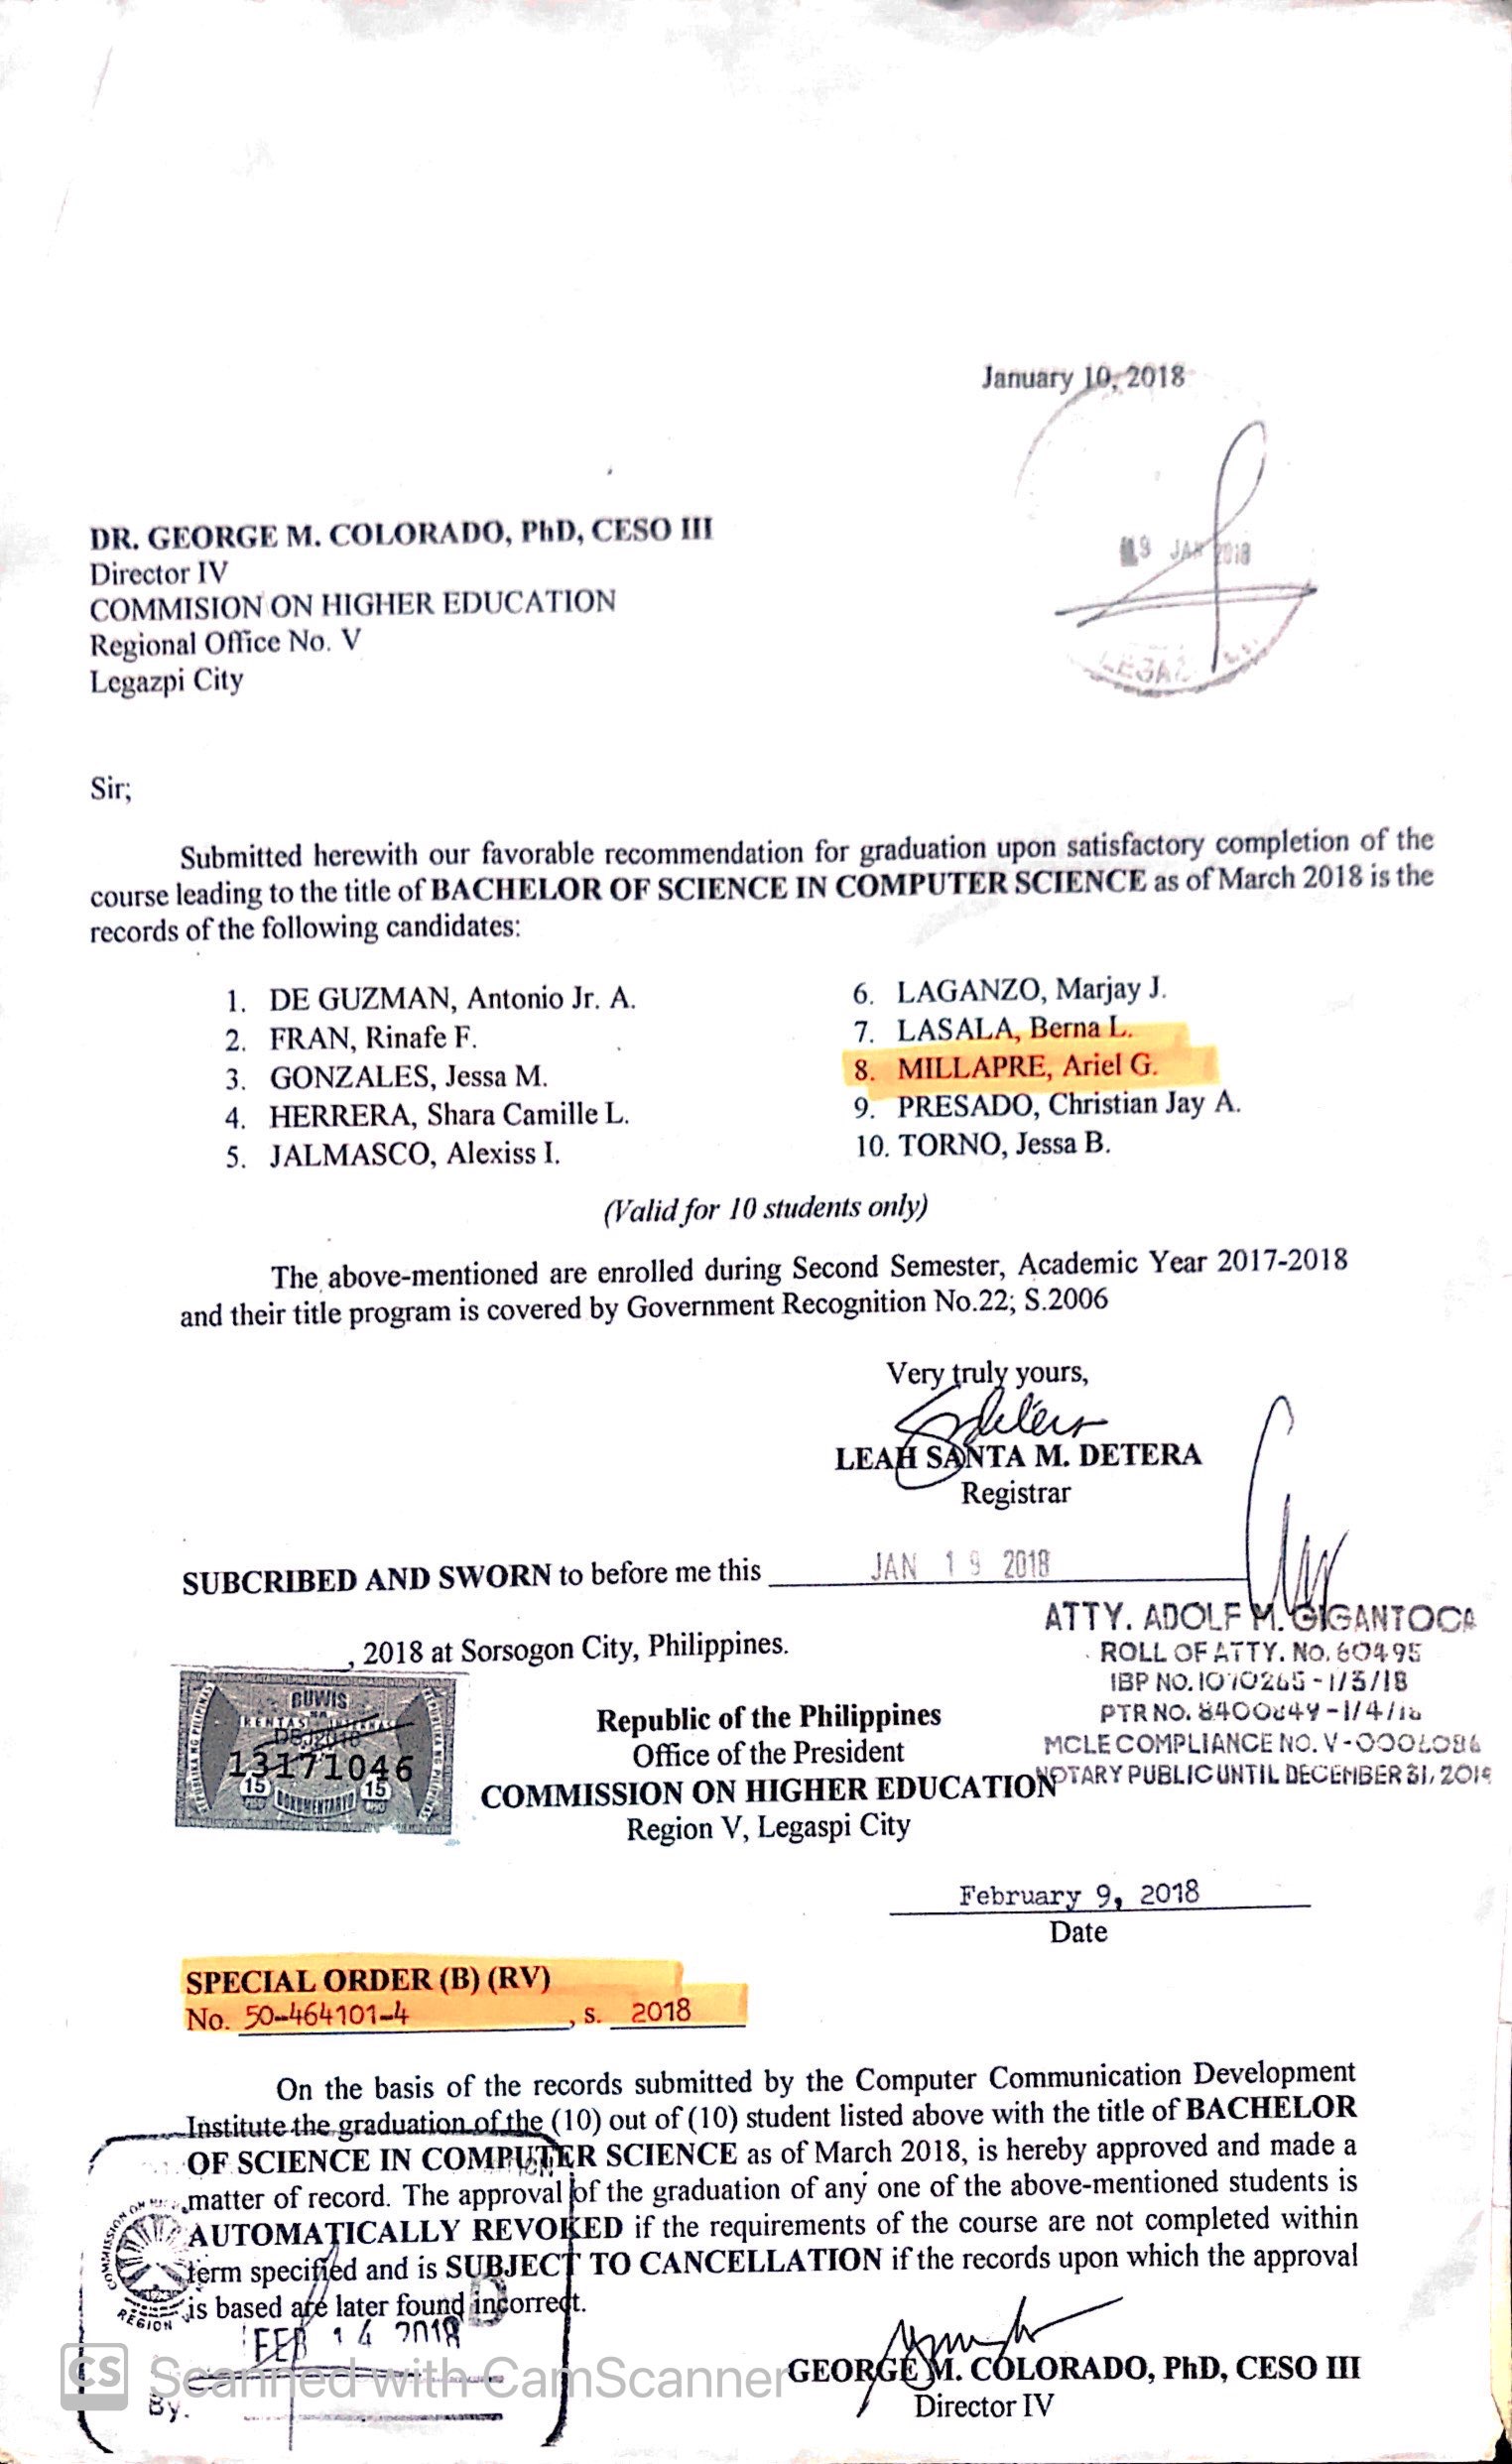 January 10, 2018
19 JAN 2018
DR. GEORGE M. COLORADO, PhD, CESO III
Director IV
COMMISION ON HIGHER EDUCATION
Regional Office No. V
Legazpi City
Sir;
Submitted herewith our favorable recommendation for graduation upon satisfactory completion of the
course leading to the title of BACHELOR OF SCIENCE IN COMPUTER SCIENCE as of March 2018 is the
records of the following candidates:
1. DE GUZMAN, Antonio Jr. A.
2. FRAN, Rinafe F.
3. GONZALES, Jessa M.
4. HERRERA, Shara Camille L.
5. JALMASCO, Alexiss I.
6. LAGANZO, Marjay J.
7. LASALA, Berna L.
8. MILLAPRE, Ariel G.
9. PRESADO, Christian Jay A.
10. TORNO, Jessa B.
(Valid for 10 students only)
The above-mentioned are enrolled during Second Semester, Academic Year 2017-2018
and their title program is covered by Government Recognition No.22; S.2006
Very truly yours,
LEAH SANTA M. DETERA
Registrar
SUBCRIBED AND SWORN to before me this JAN 19 2018
, 2018 at Sorsogon City, Philippines.
ATTY. ADOLF M. GIGANTOCA
ROLL OF ATTY. NO. 60495
IBP NO. 1070265 - 1/3/18
PTR NO. - 1/4/18
MCLE COMPLIANCE NO.
NOTARY PUBLIC UNTIL DECEMBER 31, 2019
BUWIS
NA
RENTAS INTERNAS
13171046
15 15
DOKUMENTARYO
REPUBLIKA NG PILIPINAS
Republic of the Philippines
Office of the President
COMMISSION ON HIGHER EDUCATION
Region V, Legaspi City
February 9, 2018
Date
SPECIAL ORDER (B) (RV)
No. 50-464101-4 , s. 2018
On the basis of the records submitted by the Computer Communication Development
Institute the graduation of the (10) out of (10) student listed above with the title of BACHELOR
OF SCIENCE IN COMPUTER SCIENCE as of March 2018, is hereby approved and made a
matter of record. The approval of the graduation of any one of the above-mentioned students is
AUTOMATICALLY REVOKED if the requirements of the course are not completed within
term specified and is SUBJECT TO CANCELLATION if the records upon which the approval
is based are later found incorrect.
COMMISSION ON
REGION
FEB 14 2018
By.
GEORGE M. COLORADO, PhD, CESO III
Director IV
CS Scanned with CamScanner